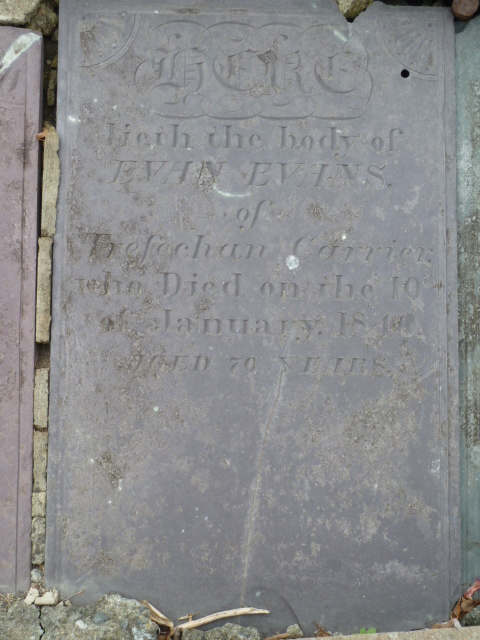 HERE
lieth the body of
EVAN EVANS.
of
Trefechan Carrier,
who Died on the 10th
of January,
AGED 70 YEARS.